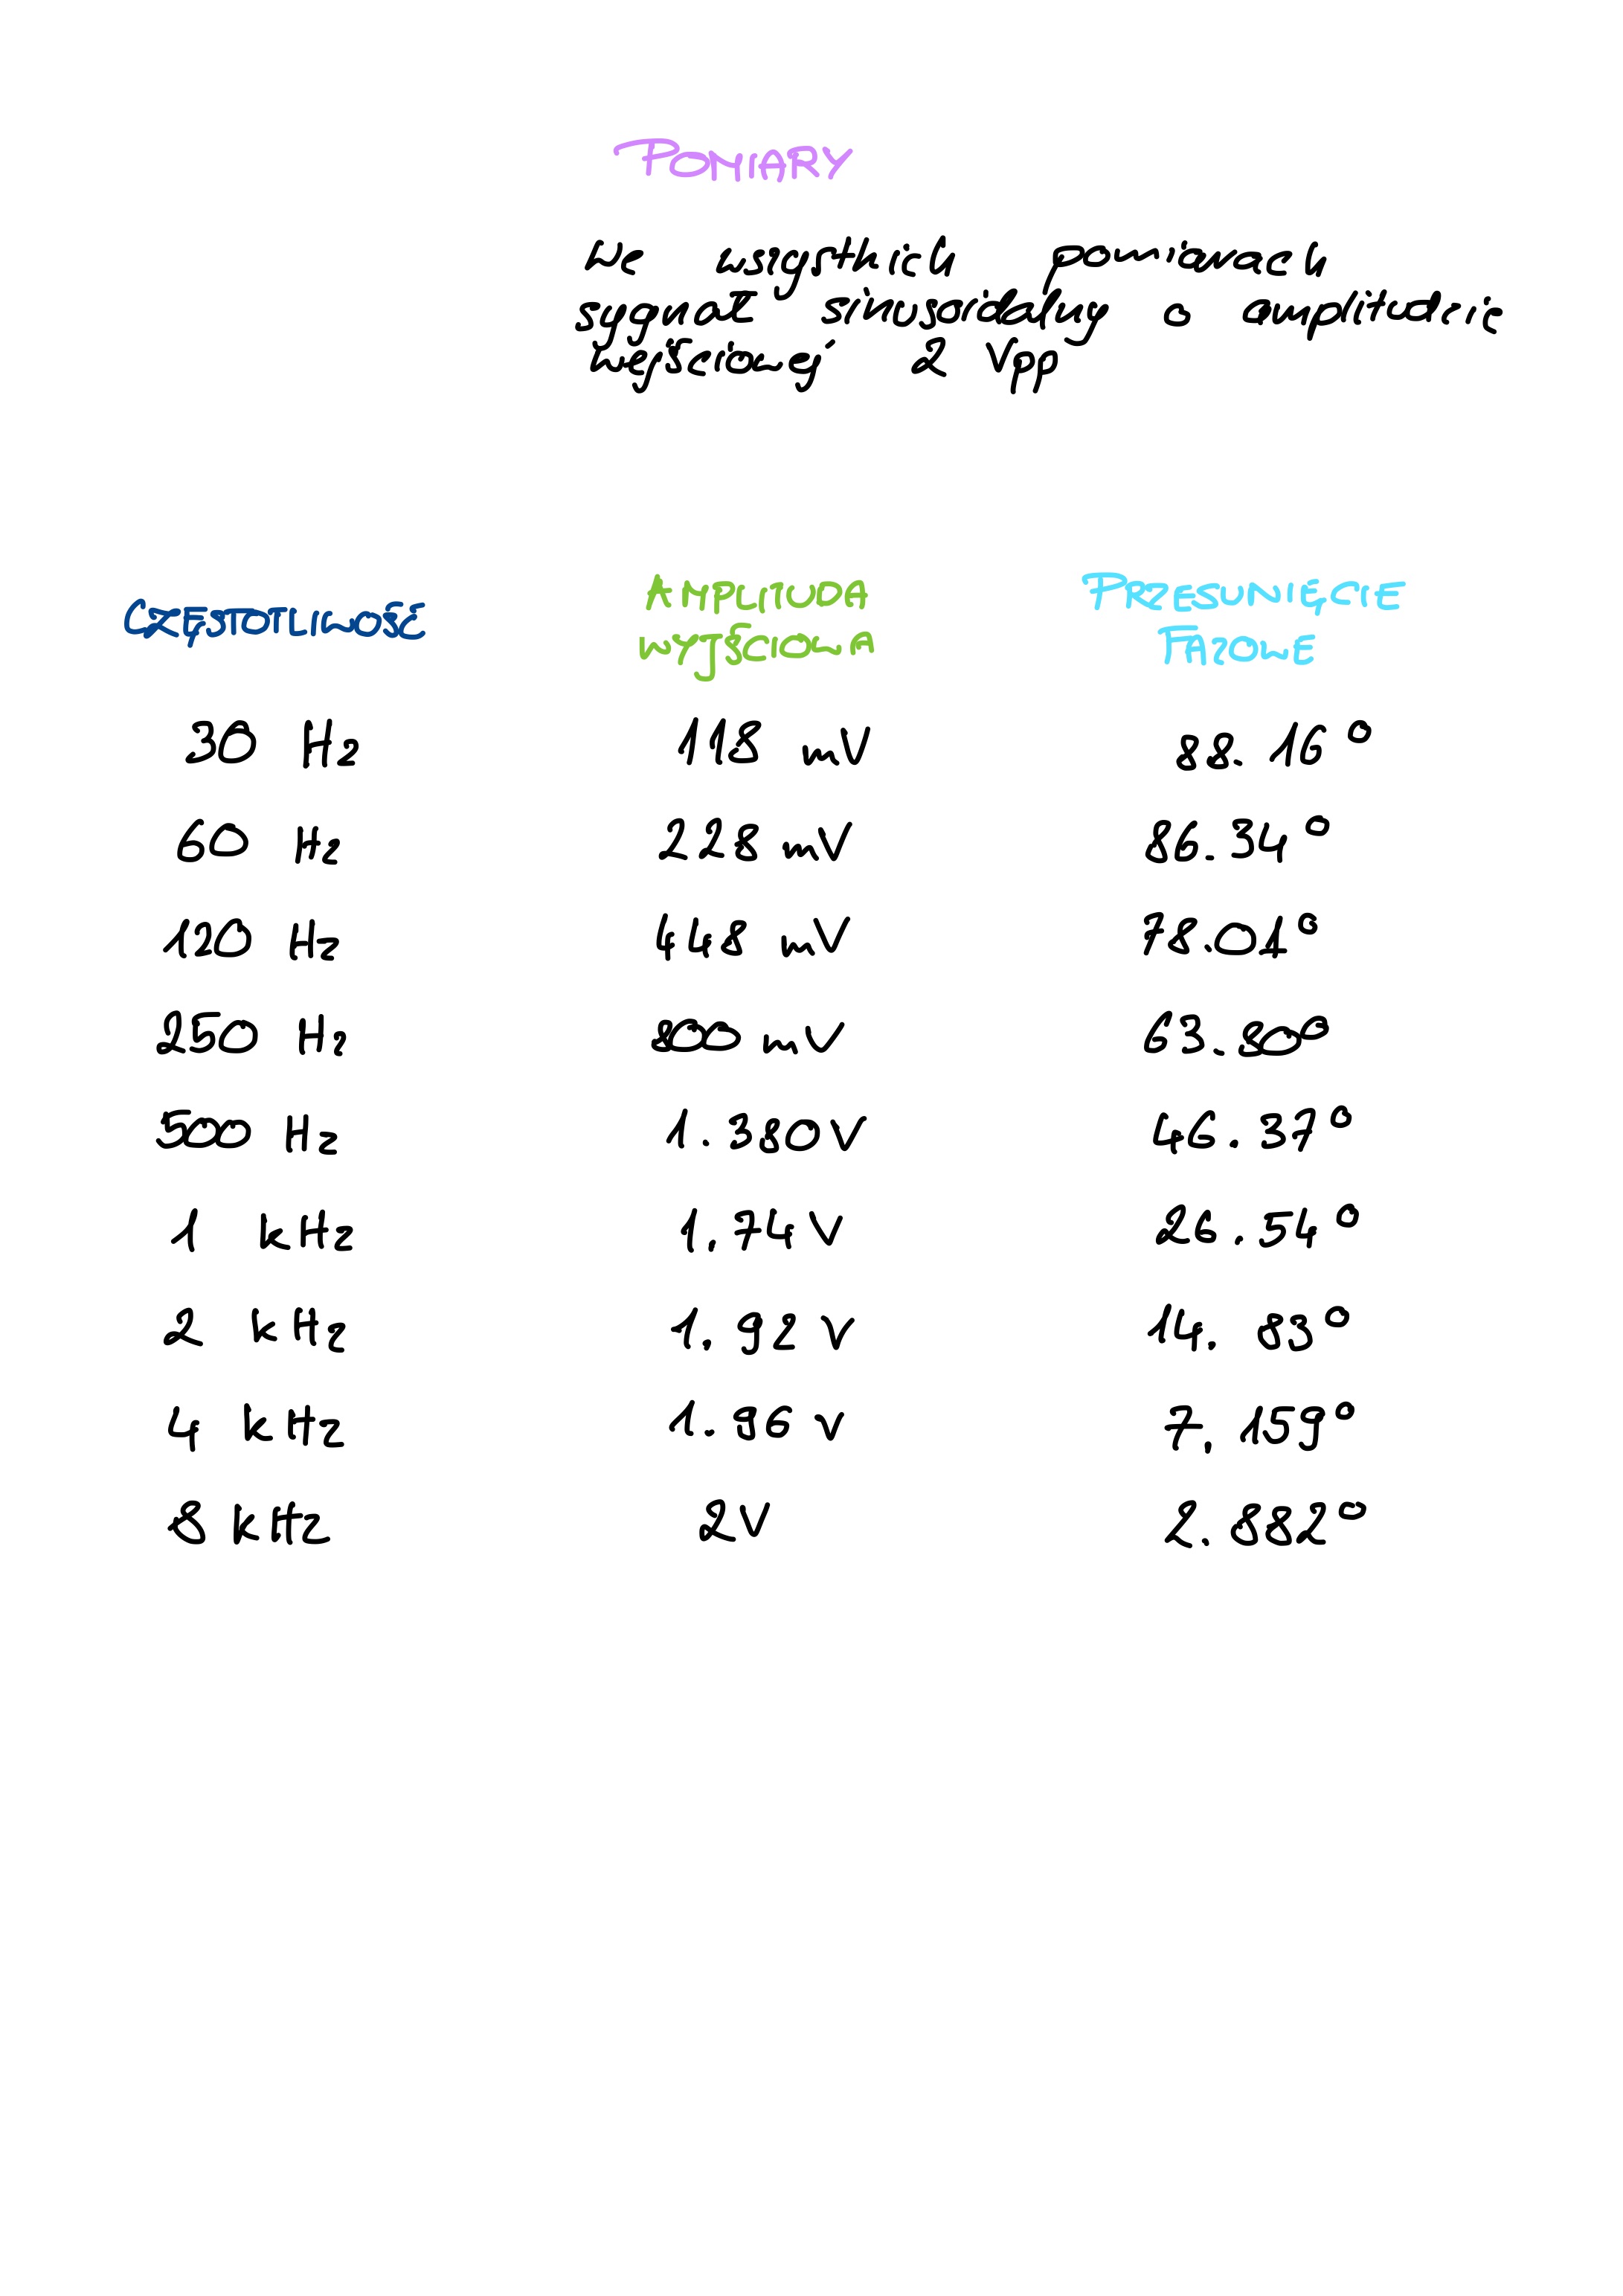 POMIARY
We wszystkich pomiarach
sygnał sinusoidalny o amplitudzie
wyjściowej 2 Vpp
CZĘSTOTLIWOŚĆ AMPLITUDA WYJŚCIOWA PRZESUNIĘCIE FAZOWE
30 Hz 118 mV 88.16°
60 Hz 228 mV 86.34°
120 Hz 448 mV 78.01°
250 Hz 800 mV 63.80°
500 Hz 1.380V 46.37°
1 kHz 1.74V 26.54°
2 kHz 1.92 V 14.83°
4 kHz 1.96 V 7.159°
8 kHz 2V 2.882°